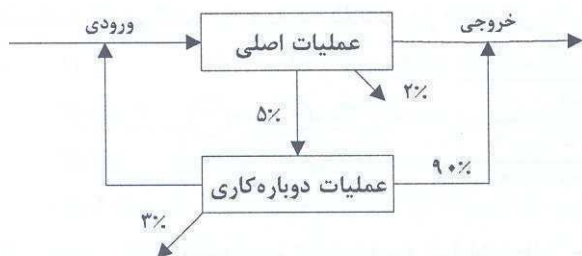 ورودی
عملیات اصلی
خروجی
۲٪
۵٪
۹۰٪
عملیات دوباره‌کاری
۳٪